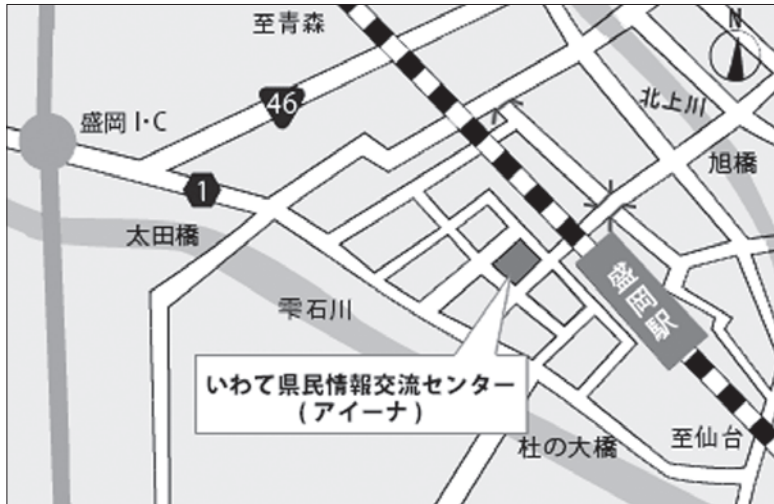 至青森
N
46
盛岡 I・C
北上川
旭橋
1
太田橋
雫石川
盛岡駅
いわて県民情報交流センター
(アイーナ)
杜の大橋
至仙台